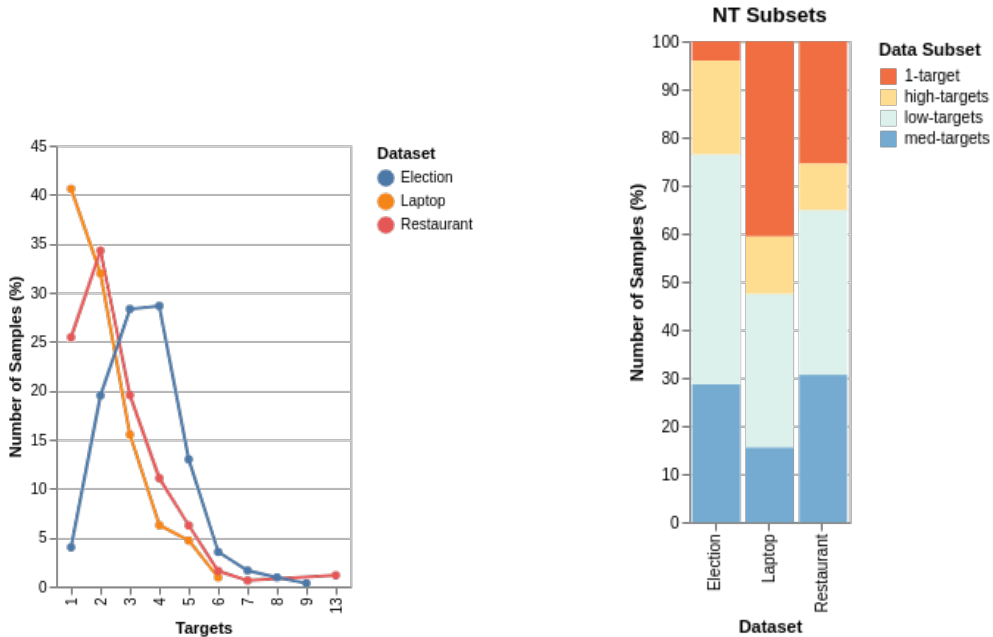 45
40
35
30
25
20
15
10
5
0
Number of Samples (%)
1 2 3 4 5 6 7 8 9 13
Targets
Dataset
Election
Laptop
Restaurant
NT Subsets
100
90
80
70
60
50
40
30
20
10
0
Number of Samples (%)
Election Laptop Restaurant
Dataset
Data Subset
1-target
high-targets
low-targets
med-targets